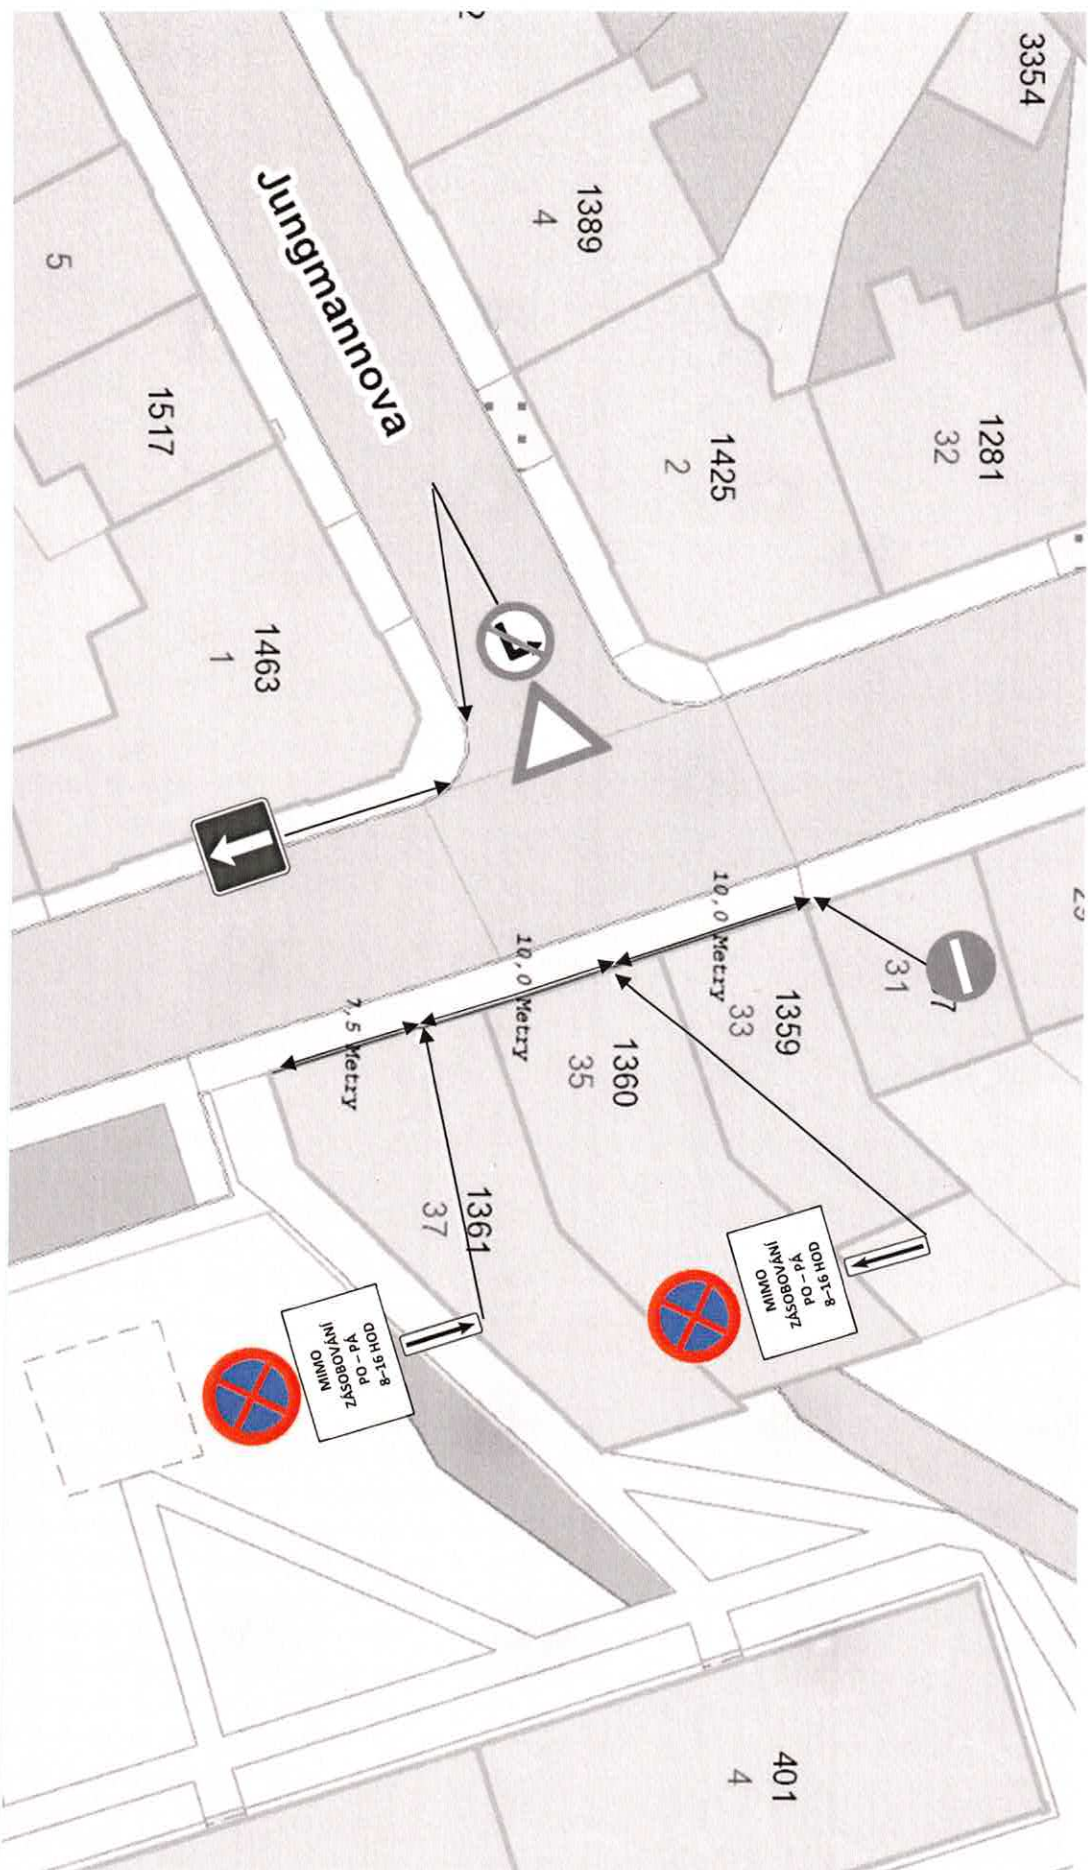 3354
1389
4
1281
32
1425
2
Jungmannova
5
1517
1463
1
31
7
10,0 Metry
1359
33
10,0 Metry
1360
35
7,5 Metry
1361
37
MIMO
ZÁSOBOVÁNÍ
PO – PÁ
8-16 HOD
MIMO
ZÁSOBOVÁNÍ
PO – PÁ
8-16 HOD
401
4